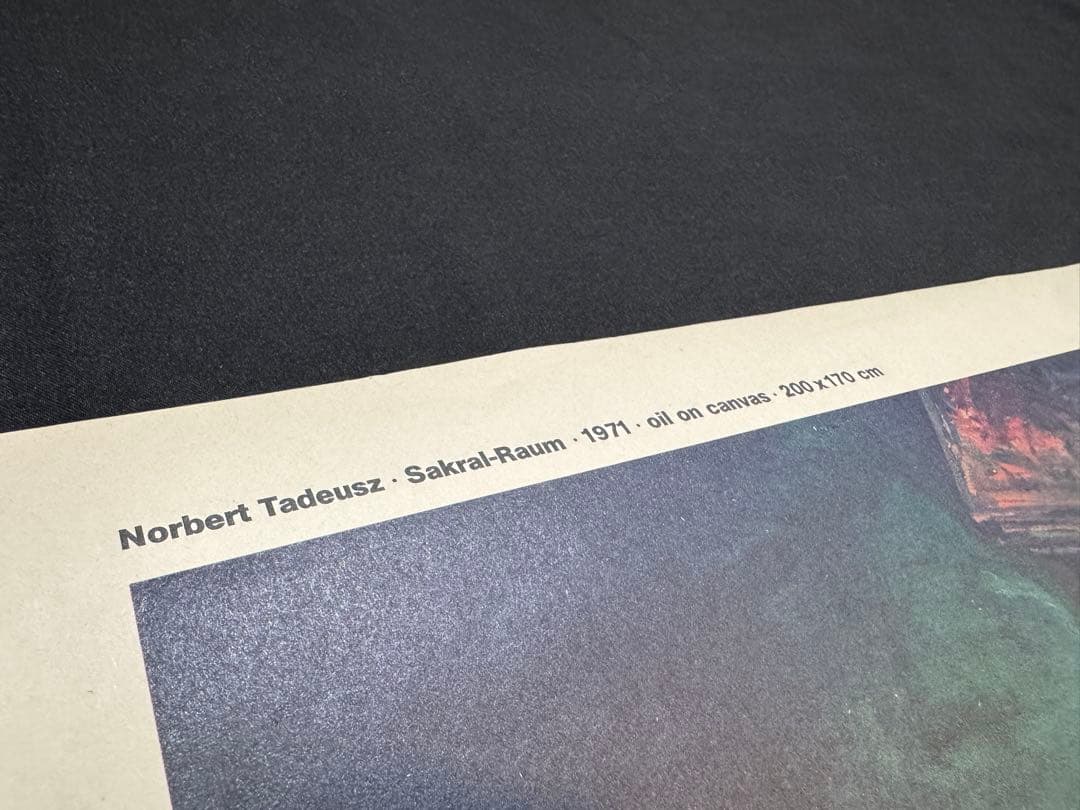 Norbert Tadeusz · Sakral-Raum · 1971 · oil on canvas · 200 x 170 cm